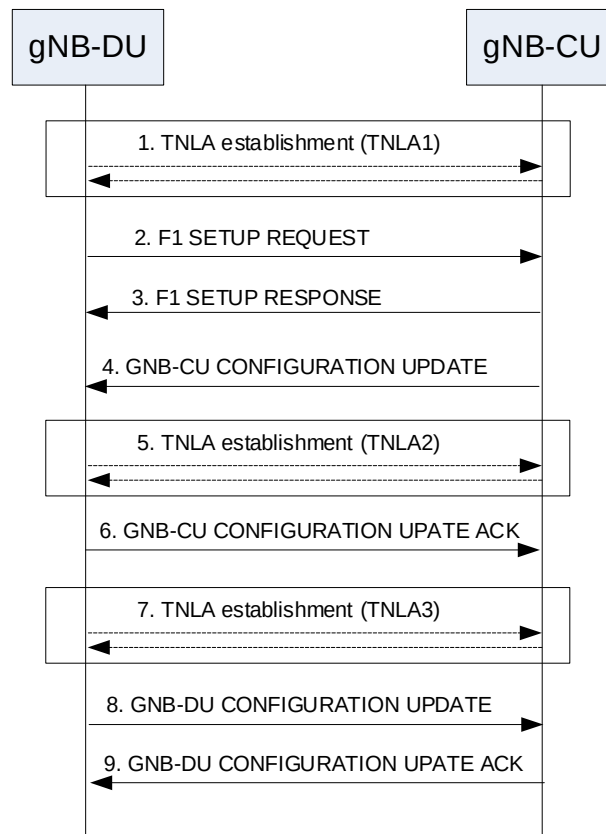 gNB-DU
gNB-CU
1. TNLA establishment (TNLA1)
2. F1 SETUP REQUEST
3. F1 SETUP RESPONSE
4. GNB-CU CONFIGURATION UPDATE
5. TNLA establishment (TNLA2)
6. GNB-CU CONFIGURATION UPATE ACK
7. TNLA establishment (TNLA3)
8. GNB-DU CONFIGURATION UPDATE
9. GNB-DU CONFIGURATION UPATE ACK